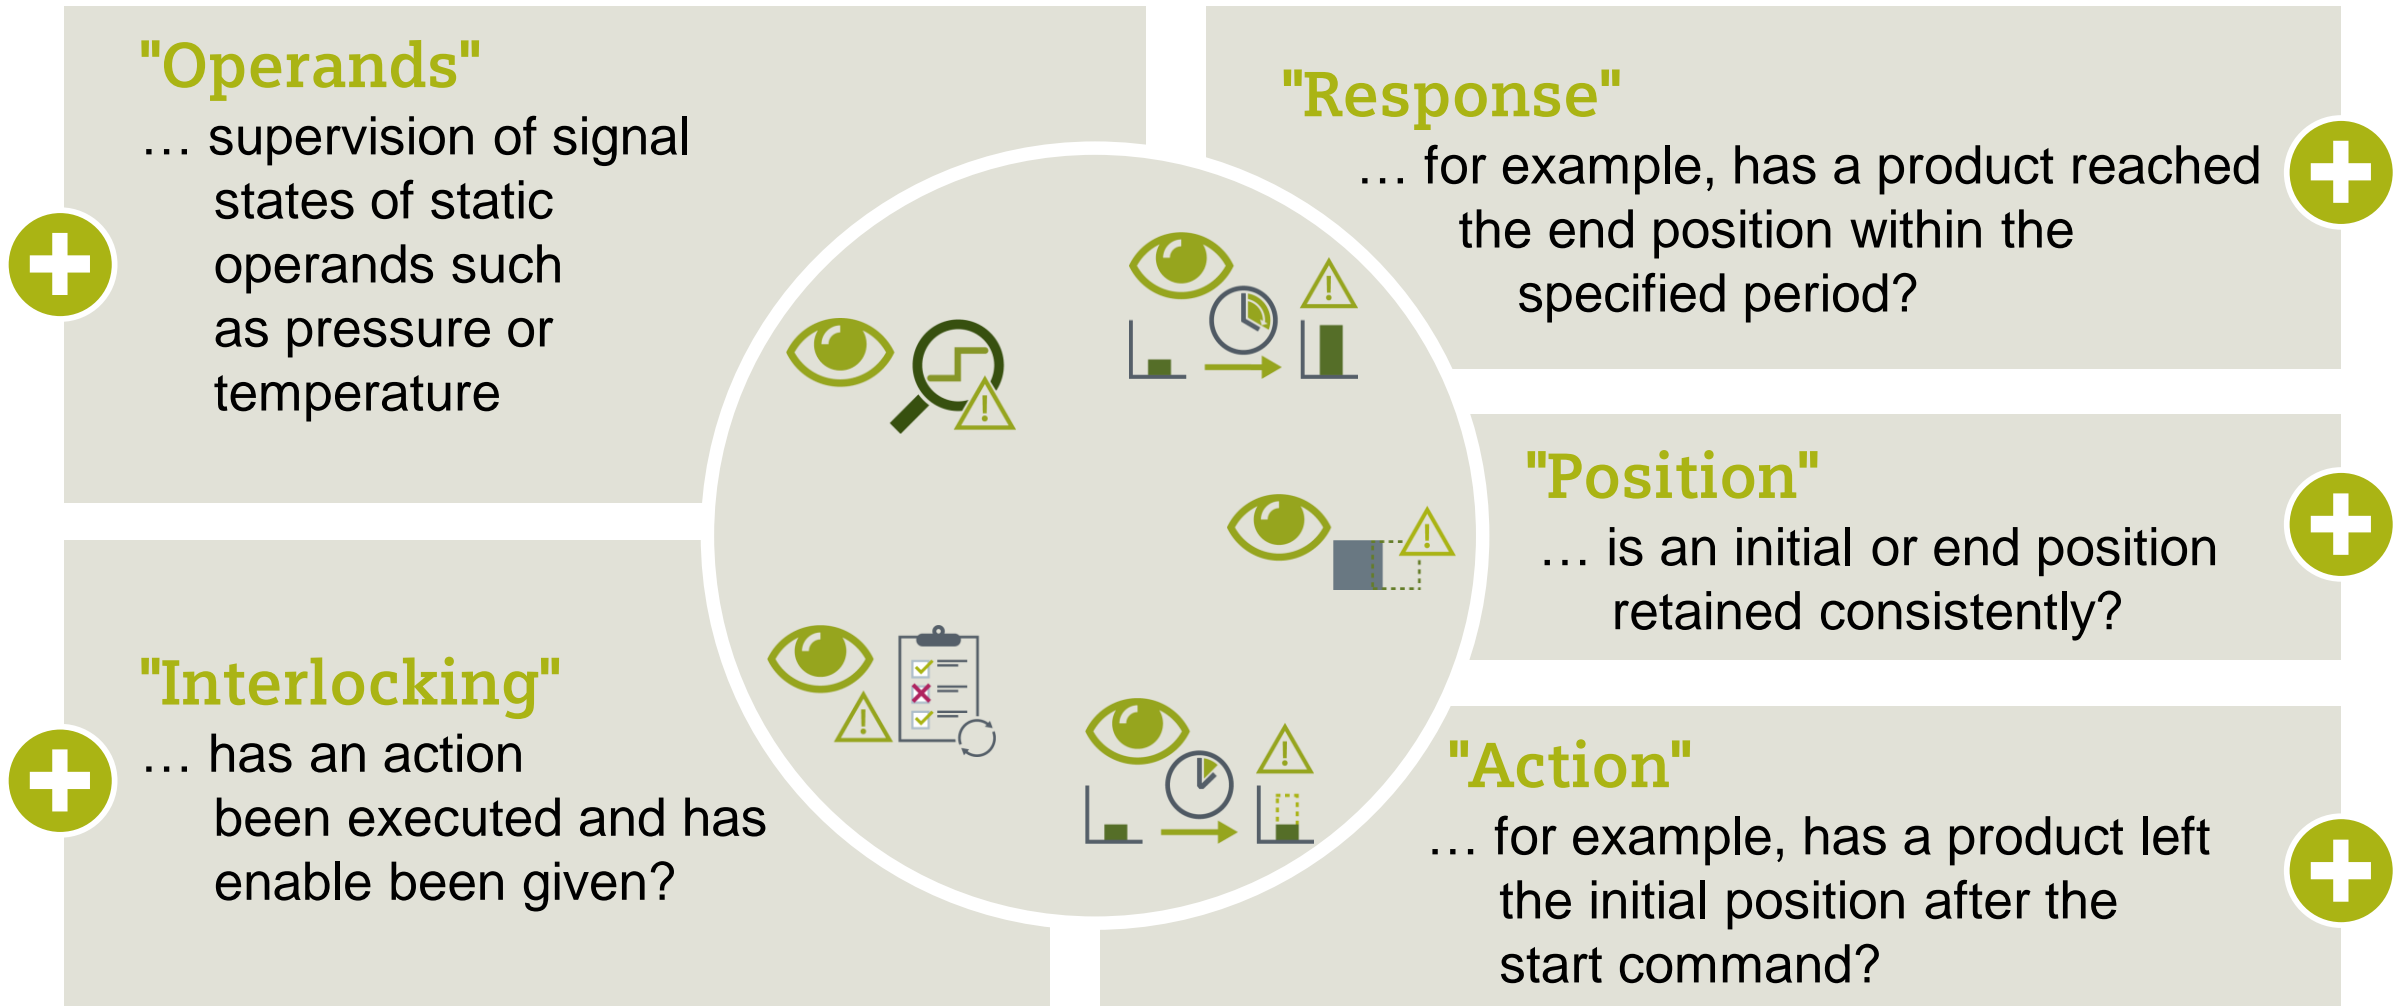 "Operands"
… supervision of signal
states of static
operands such
as pressure or
temperature
"Response"
… for example, has a product reached
the end position within the
specified period?
"Position"
… is an initial or end position
retained consistently?
"Interlocking"
… has an action
been executed and has
enable been given?
"Action"
… for example, has a product left
the initial position after the
start command?